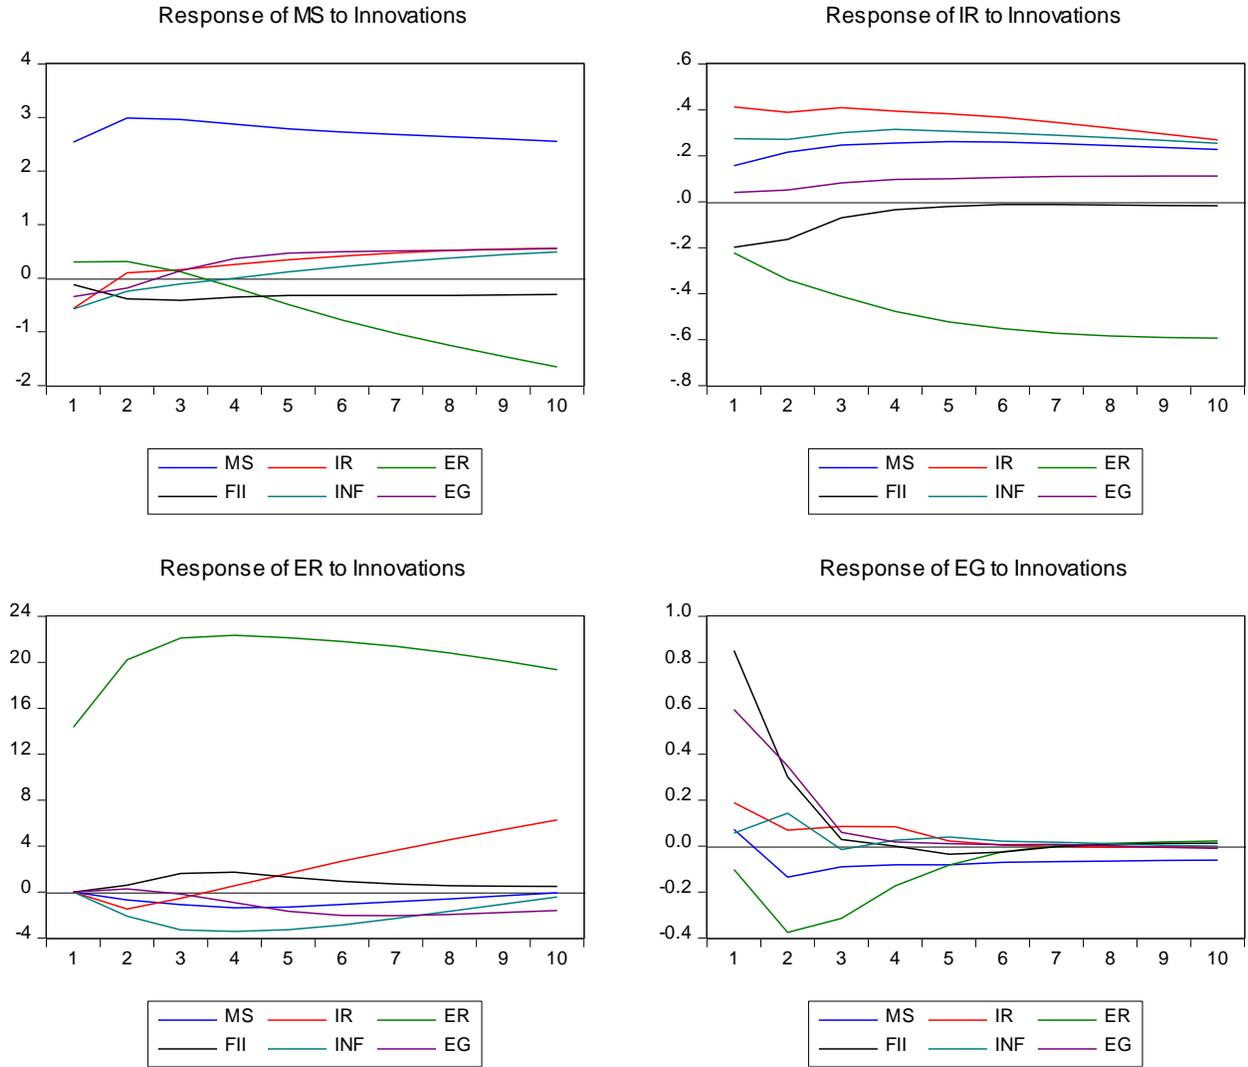 Response of MS to Innovations
4
3
2
1
0
-1
-2
1 2 3 4 5 6 7 8 9 10
MS IR ER
FII INF EG
Response of IR to Innovations
.6
.4
.2
.0
-.2
-.4
-.6
-.8
1 2 3 4 5 6 7 8 9 10
MS IR ER
FII INF EG
Response of ER to Innovations
24
20
16
12
8
4
0
-4
1 2 3 4 5 6 7 8 9 10
MS IR ER
FII INF EG
Response of EG to Innovations
1.0
0.8
0.6
0.4
0.2
0.0
-0.2
-0.4
1 2 3 4 5 6 7 8 9 10
MS IR ER
FII INF EG